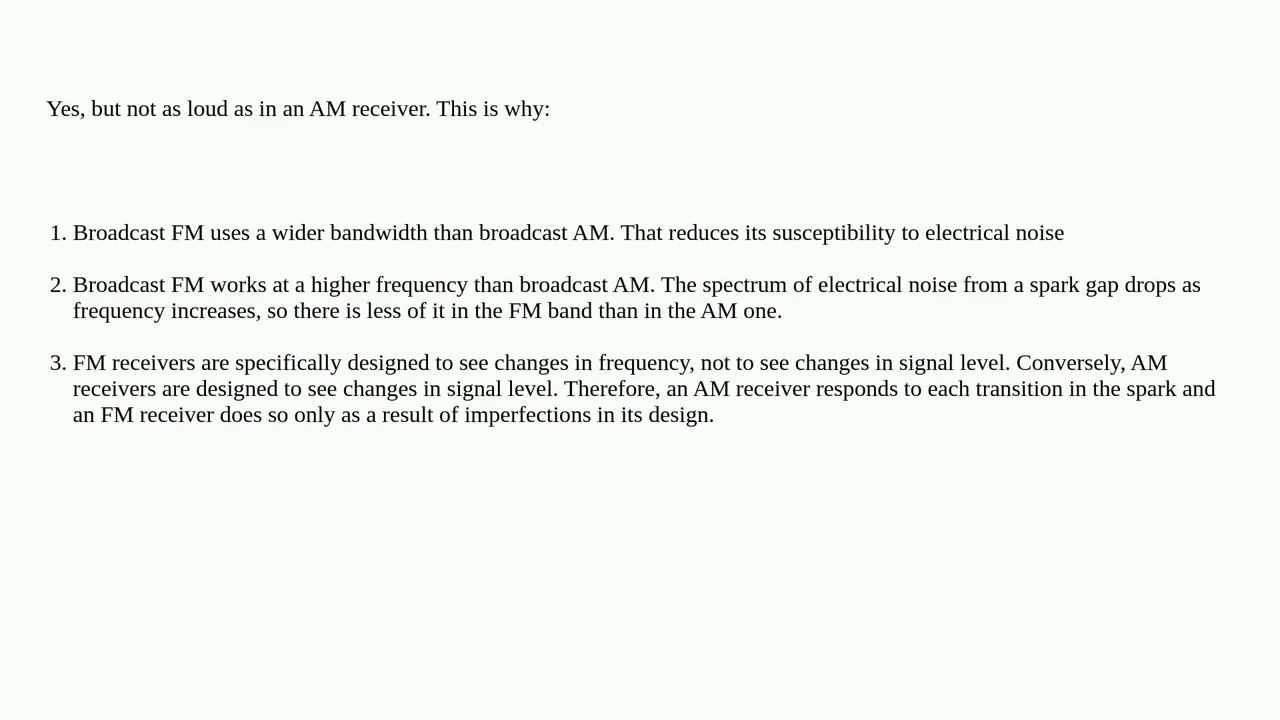 Yes, but not as loud as in an AM receiver. This is why:
1. Broadcast FM uses a wider bandwidth than broadcast AM. That reduces its susceptibility to electrical noise
2. Broadcast FM works at a higher frequency than broadcast AM. The spectrum of electrical noise from a spark gap drops as
frequency increases, so there is less of it in the FM band than in the AM one.
3. FM receivers are specifically designed to see changes in frequency, not to see changes in signal level. Conversely, AM
receivers are designed to see changes in signal level. Therefore, an AM receiver responds to each transition in the spark and
an FM receiver does so only as a result of imperfections in its design.